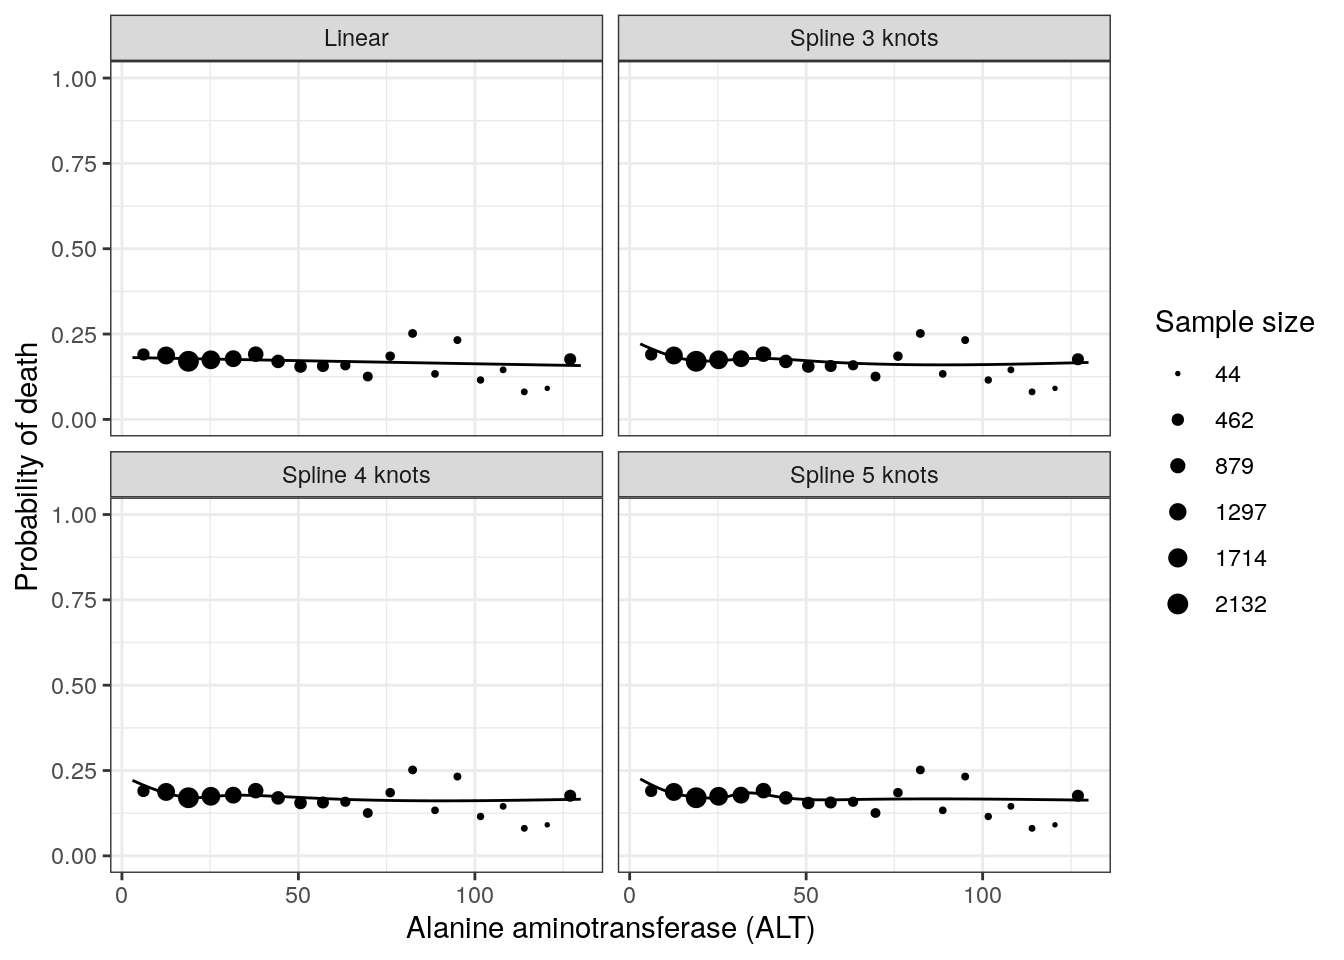 Linear
Spline 3 knots
1.00
0.75
0.50
0.25
0.00
Spline 4 knots
Spline 5 knots
1.00
0.75
0.50
0.25
0.00
0 50 100
0 50 100
Probability of death
Alanine aminotransferase (ALT)
Sample size
44
462
879
1297
1714
2132